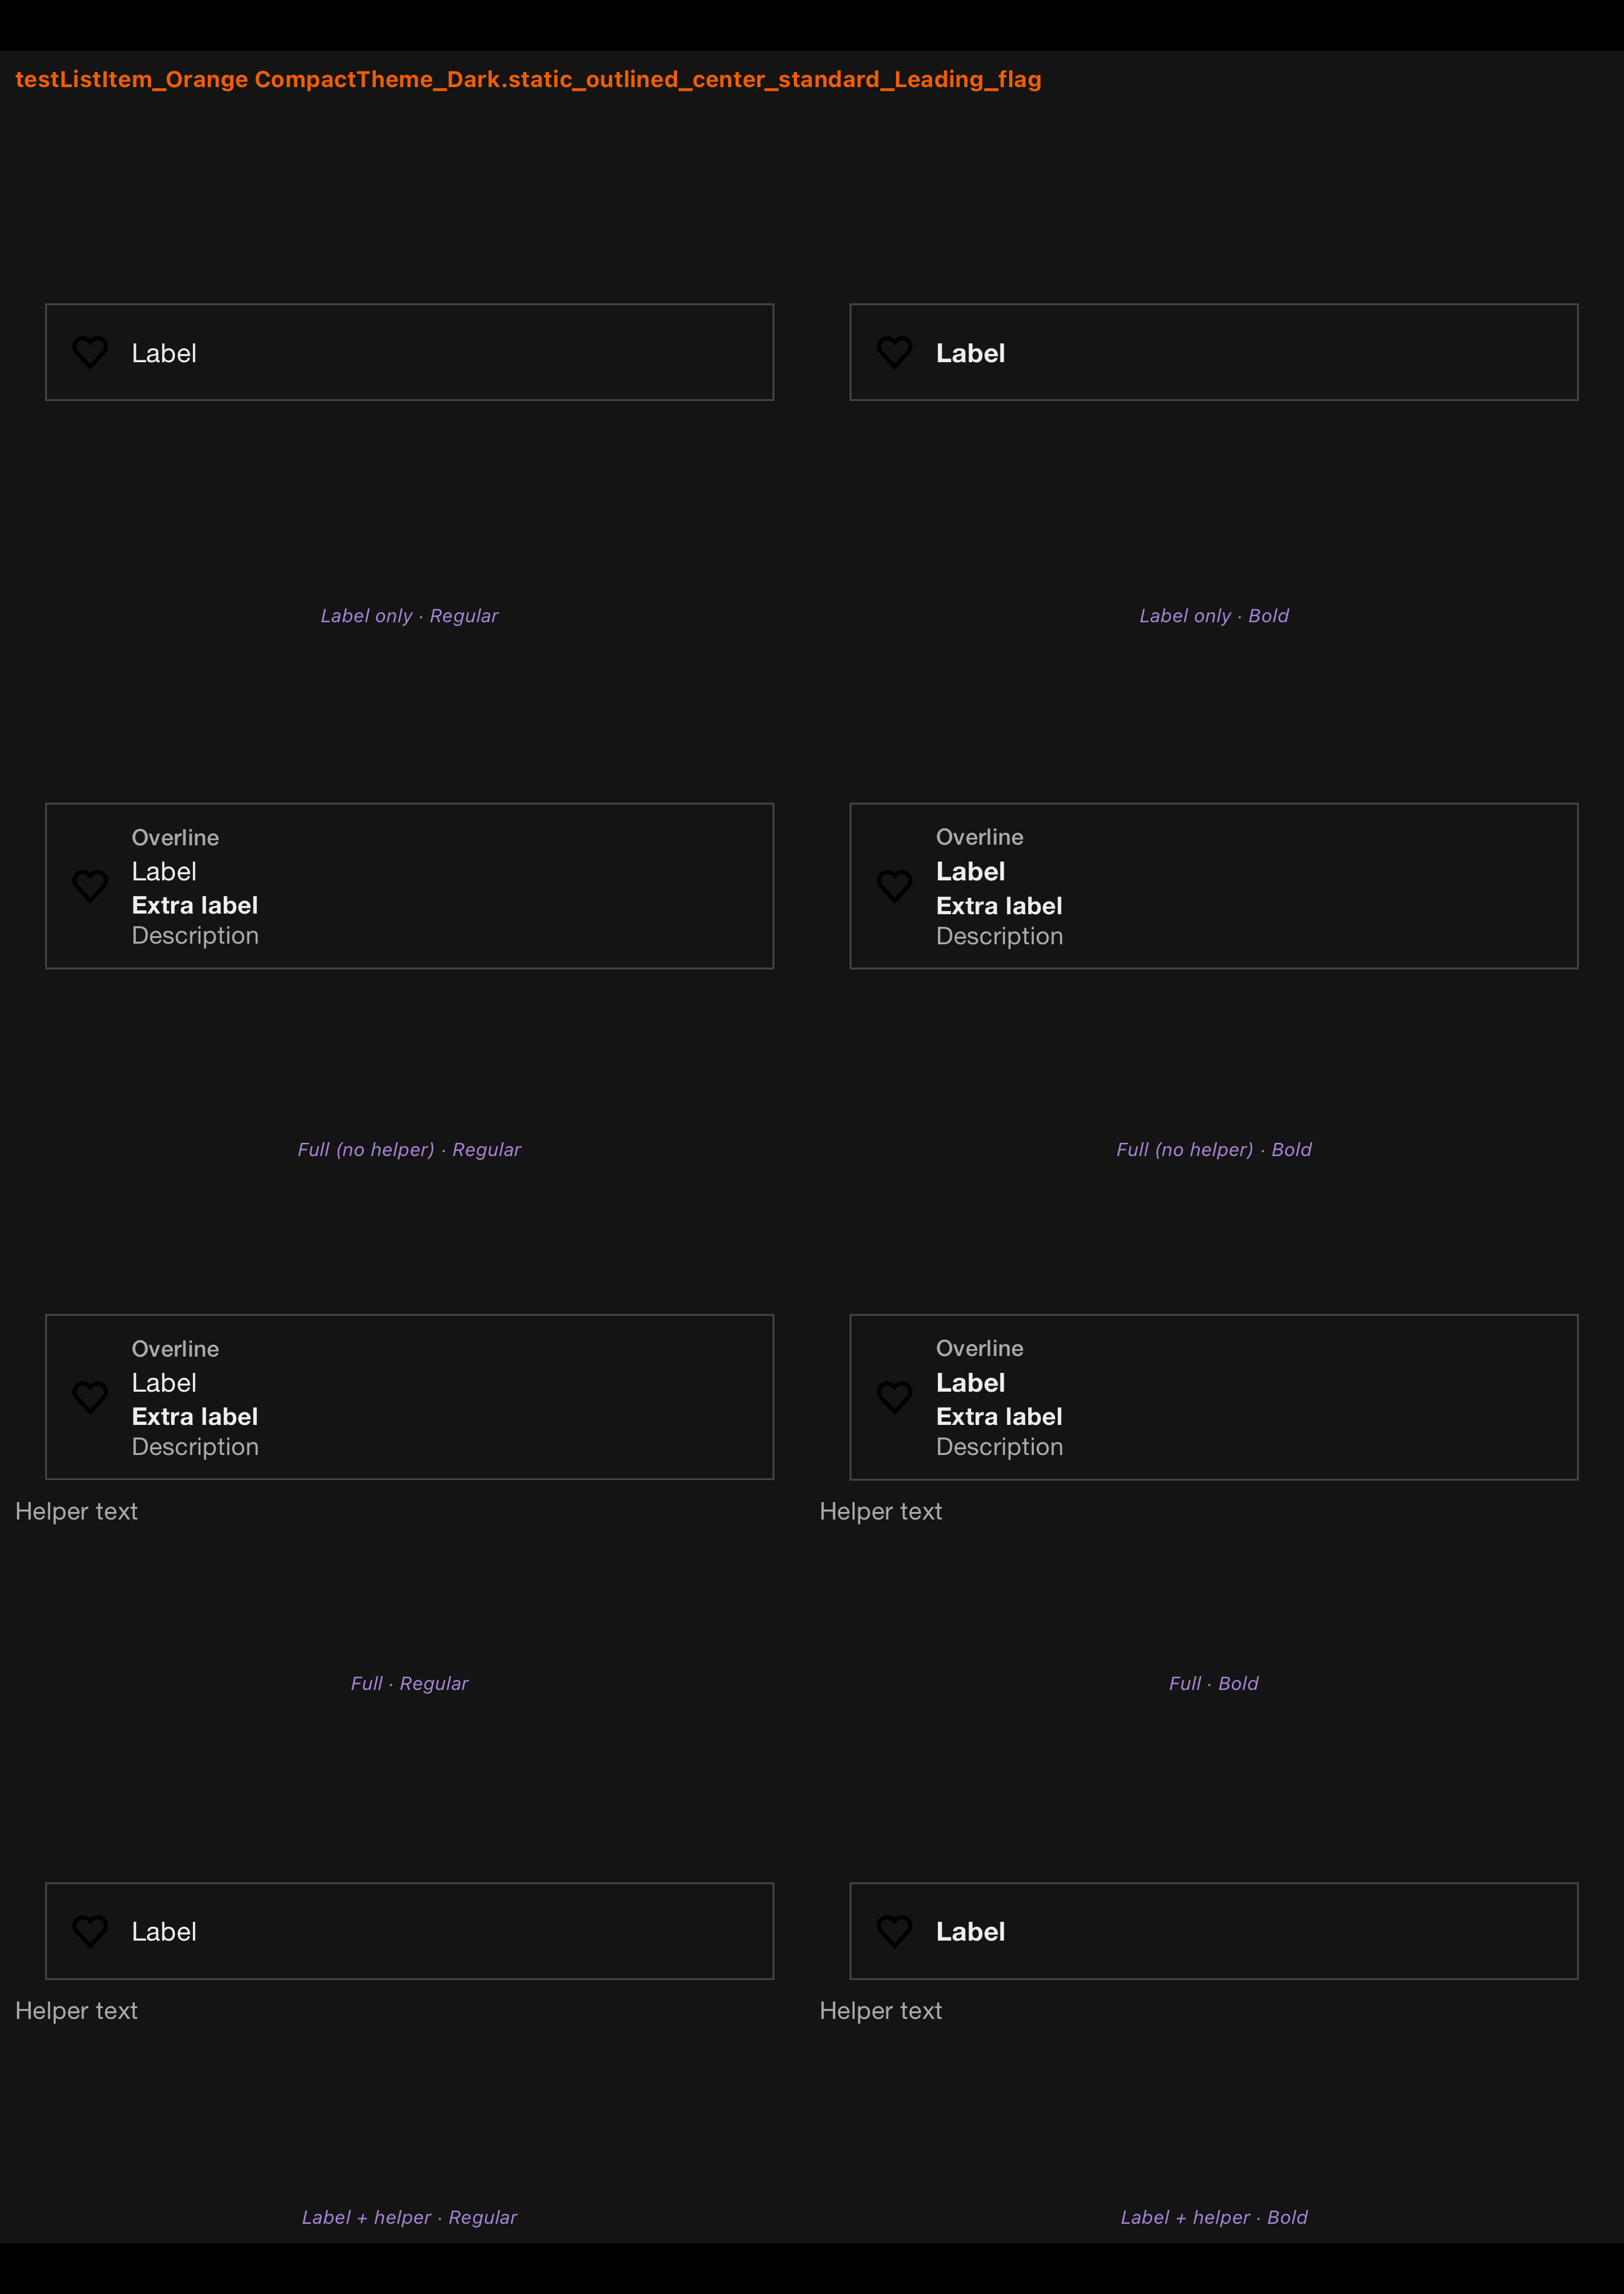 testListItem_Orange CompactTheme_Dark.static_outlined_center_standard_Leading_flag
Label
Label
Label only · Regular
Label only · Bold
Overline
Label
Extra label
Description
Overline
Label
Extra label
Description
Full (no helper) · Regular
Full (no helper) · Bold
Overline
Label
Extra label
Description
Helper text
Overline
Label
Extra label
Description
Helper text
Full · Regular
Full · Bold
Label
Helper text
Label
Helper text
Label + helper · Regular
Label + helper · Bold